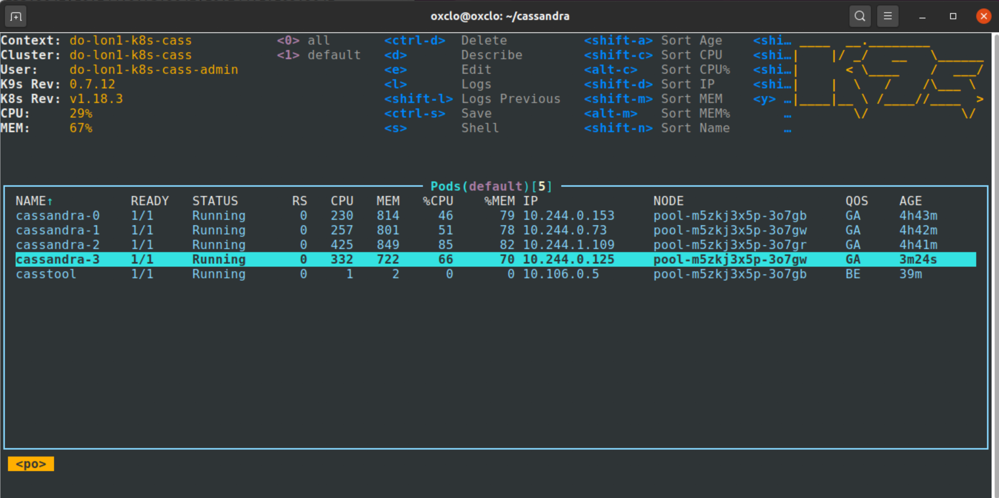 oxclo@oxclo: ~/cassandra
Context: do-lon1-k8s-cass <0> all <ctrl-d> Delete <shift-a> Sort Age <shi…
Cluster: do-lon1-k8s-cass <1> default <d> Describe <shift-c> Sort CPU <shi…
User: do-lon1-k8s-cass-admin <e> Edit <alt-c> Sort CPU% <shi…
K9s Rev: 0.7.12 <l> Logs <shift-d> Sort IP <shi…
K8s Rev: v1.18.3 <shift-l> Logs Previous <shift-m> Sort MEM <y> …
CPU: 29% <ctrl-s> Save <alt-m> Sort MEM% …
MEM: 67% <s> Shell <shift-n> Sort Name …
Pods(default)[5]
NAME↑ READY STATUS RS CPU MEM %CPU %MEM IP NODE QOS AGE
cassandra-0 1/1 Running 0 230 814 46 79 10.244.0.153 pool-m5zkj3x5p-3o7gb GA 4h43m
cassandra-1 1/1 Running 0 257 801 51 78 10.244.0.73 pool-m5zkj3x5p-3o7gw GA 4h42m
cassandra-2 1/1 Running 0 425 849 85 82 10.244.1.109 pool-m5zkj3x5p-3o7gr GA 4h41m
cassandra-3 1/1 Running 0 332 722 66 70 10.244.0.125 pool-m5zkj3x5p-3o7gw GA 3m24s
casstool 1/1 Running 0 1 2 0 0 10.106.0.5 pool-m5zkj3x5p-3o7gb BE 39m
<po>